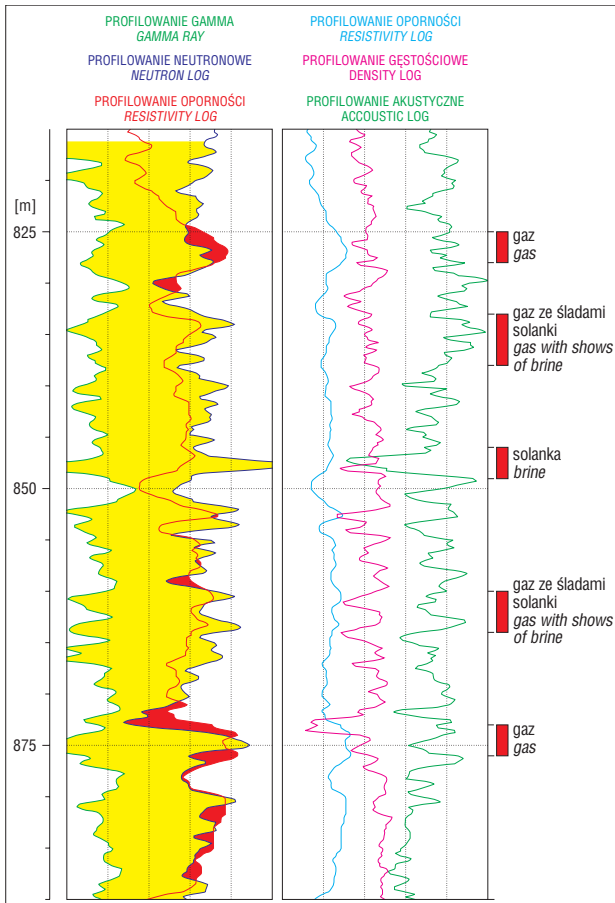 PROFILOWANIE GAMMA
GAMMA RAY
PROFILOWANIE NEUTRONOWE
NEUTRON LOG
PROFILOWANIE OPORNOŚCI
RESISTIVITY LOG
PROFILOWANIE OPORNOŚCI
RESISTIVITY LOG
PROFILOWANIE GĘSTOŚCIOWE
DENSITY LOG
PROFILOWANIE AKUSTYCZNE
ACCOUSTIC LOG
[m]
825
850
875
gaz
gas
gaz ze śladami
solanki
gas with shows
of brine
solanka
brine
gaz ze śladami
solanki
gas with shows
of brine
gaz
gas